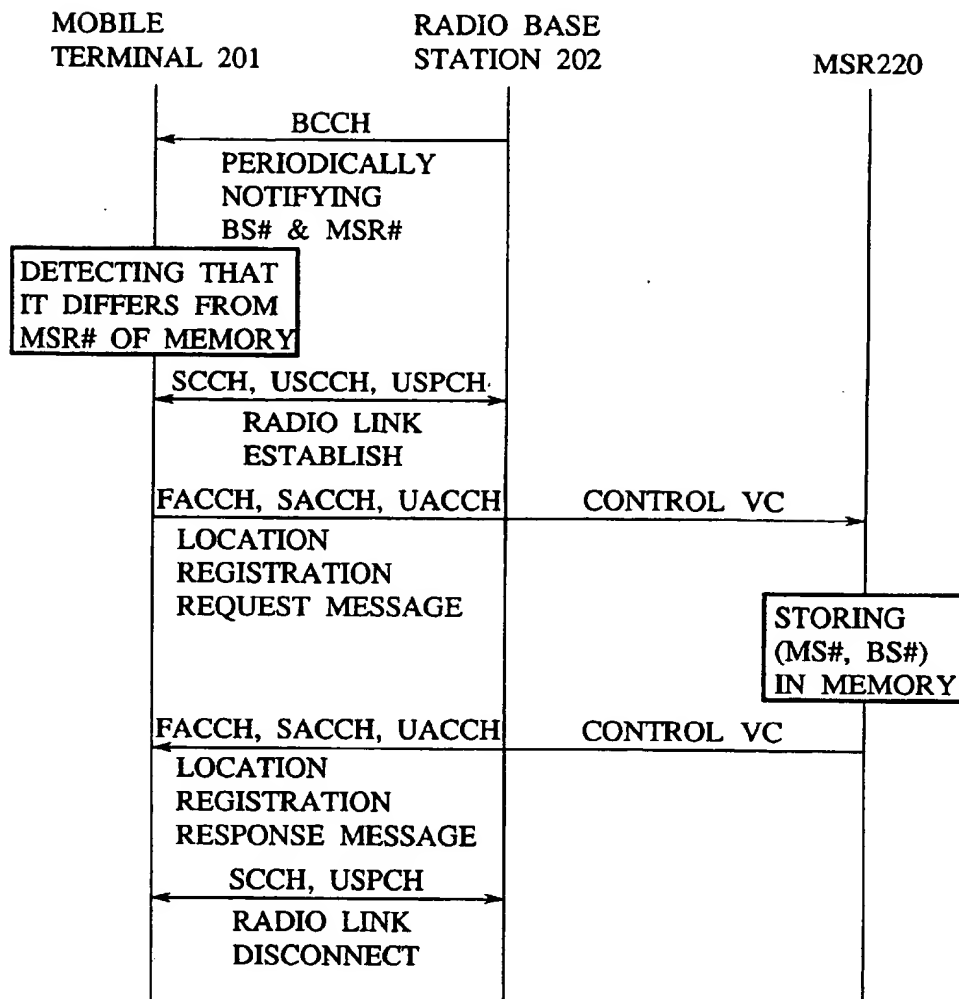 MOBILE
TERMINAL 201
RADIO BASE
STATION 202
MSR220
BCCH
PERIODICALLY
NOTIFYING
BS# & MSR#
DETECTING THAT
IT DIFFERS FROM
MSR# OF MEMORY
SCCH, USCCH, USPCH
RADIO LINK
ESTABLISH
FACCH, SACCH, UACCH
CONTROL VC
LOCATION
REGISTRATION
REQUEST MESSAGE
STORING
(MS#, BS#)
IN MEMORY
FACCH, SACCH, UACCH
CONTROL VC
LOCATION
REGISTRATION
RESPONSE MESSAGE
SCCH, USPCH
RADIO LINK
DISCONNECT